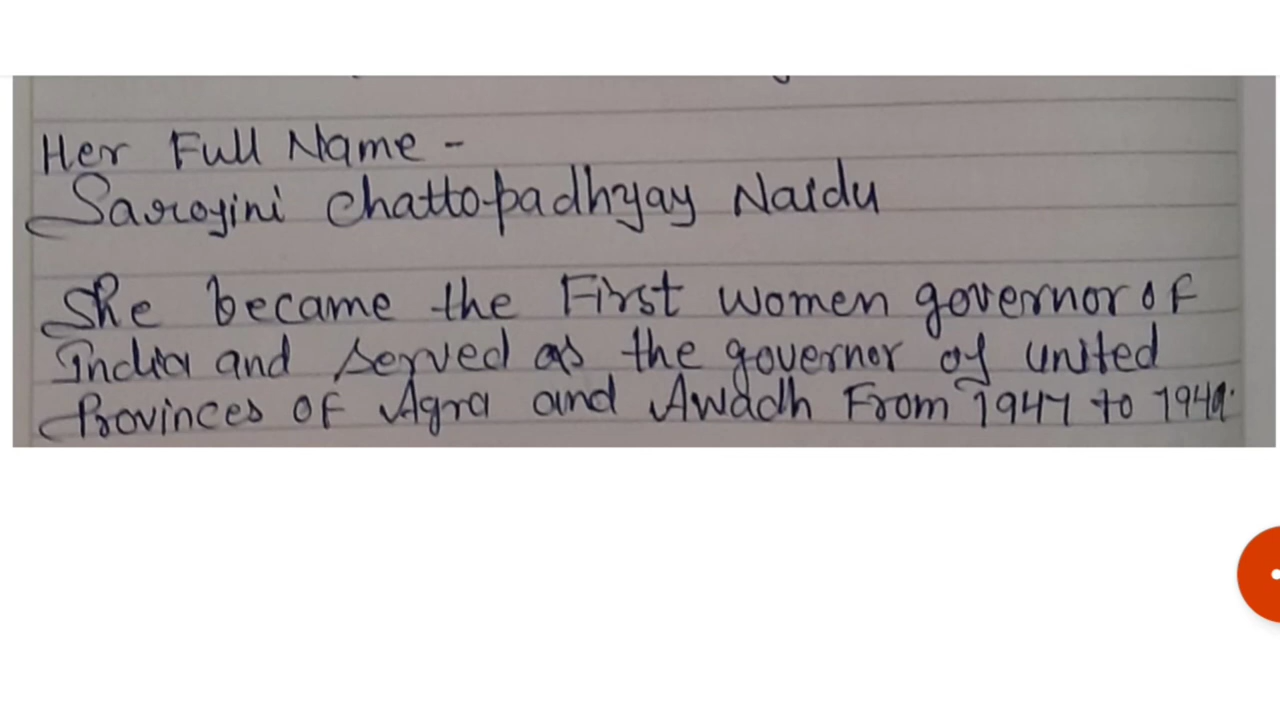 Her Full Name -
Sarojini Chattopadhyay Naidu
She became the First women governor of
India and served as the governor of united
Provinces of Agra and Awadh From 1947 to 1949.